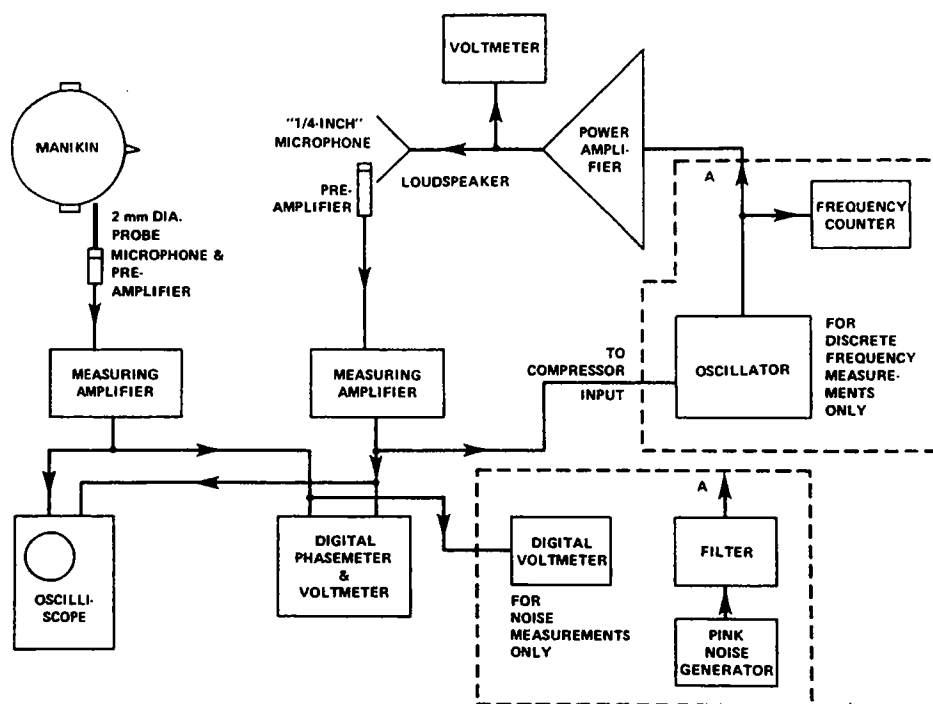 VOLTMETER
MANIKIN
"1/4-INCH"
MICROPHONE
POWER
AMPLI-
FIER
LOUDSPEAKER
PRE-
AMPLIFIER
A
FREQUENCY
COUNTER
2 mm DIA.
PROBE
MICROPHONE &
PRE-
AMPLIFIER
MEASURING
AMPLIFIER
MEASURING
AMPLIFIER
TO
COMPRESSOR
INPUT
OSCILLATOR
FOR
DISCRETE
FREQUENCY
MEASURE-
MENTS
ONLY
OSCILLI-
SCOPE
DIGITAL
PHASEMETER
&
VOLTMETER
DIGITAL
VOLTMETER
FOR
NOISE
MEASUREMENTS
ONLY
A
FILTER
PINK
NOISE
GENERATOR